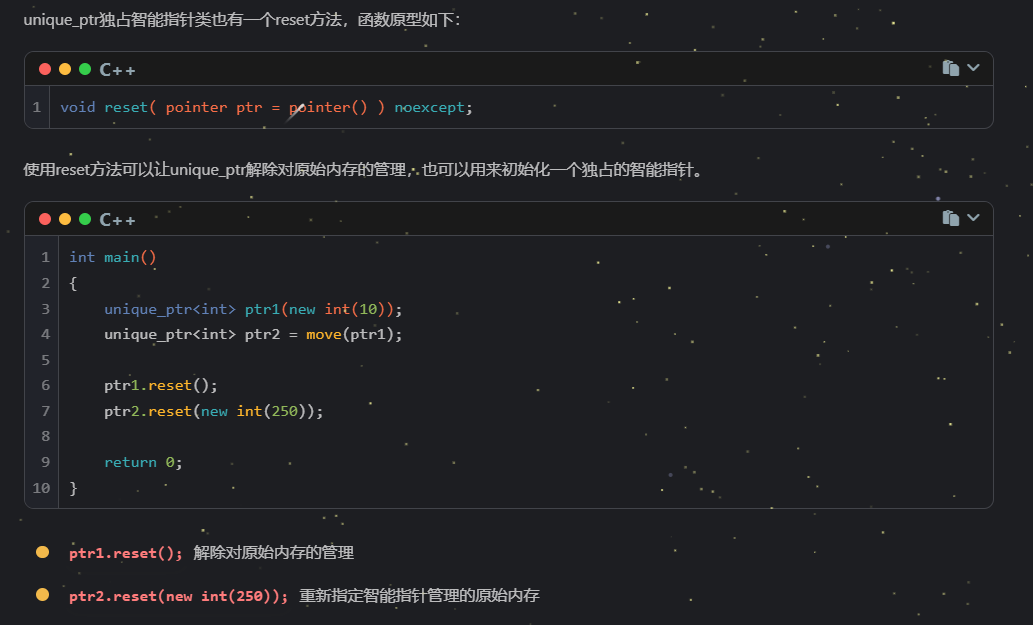 unique_ptr独占智能指针类也有一个reset方法，函数原型如下：
C++
1 void reset( pointer ptr = pointer() ) noexcept;
使用reset方法可以让unique_ptr解除对原始内存的管理，也可以用来初始化一个独占的智能指针。
C++
1 int main()
2 {
3 unique_ptr<int> ptr1(new int(10));
4 unique_ptr<int> ptr2 = move(ptr1);
5
6 ptr1.reset();
7 ptr2.reset(new int(250));
8
9 return 0;
10 }
ptr1.reset(); 解除对原始内存的管理
ptr2.reset(new int(250)); 重新指定智能指针管理的原始内存